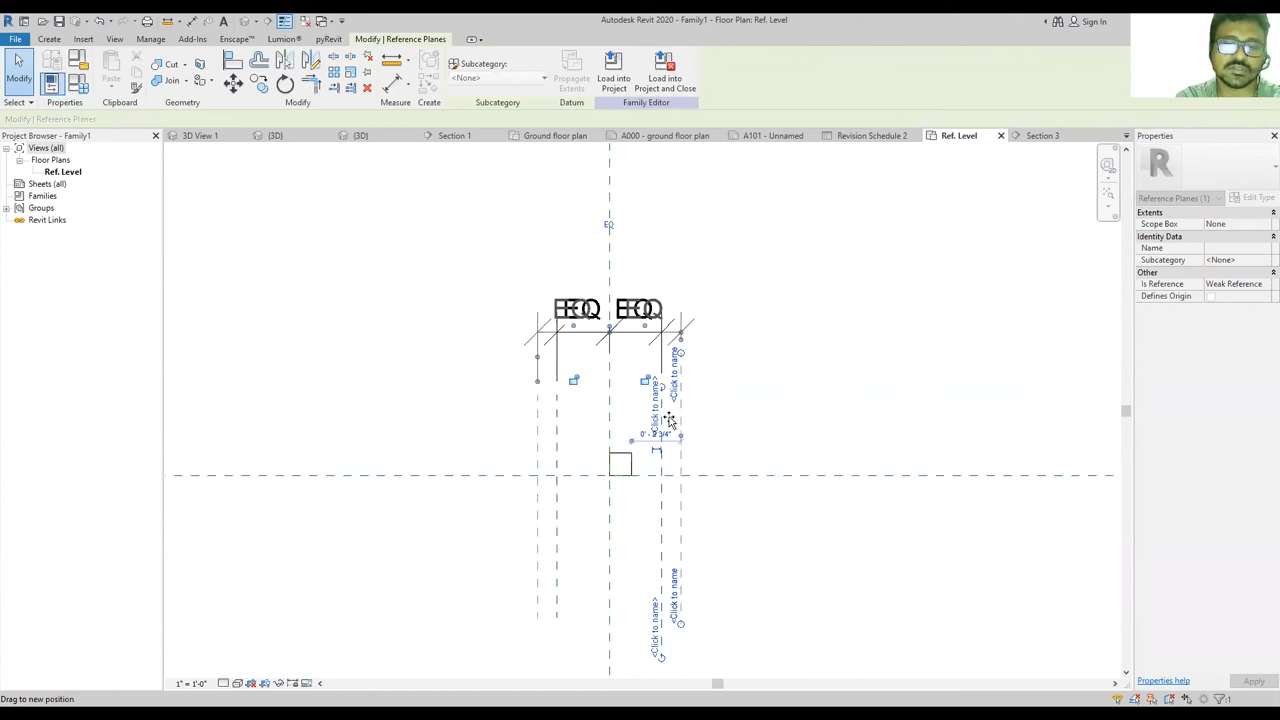 Autodesk Revit 2020 - Family1 - Floor Plan: Ref. Level
Sign In
File Create Insert View Manage Add-Ins Enscape™ Lumion® pyRevit Modify | Reference Planes
Modify
Paste
Cut
Join
Subcategory:
<None>
Propagate Extents
Load into Project
Load into Project and Close
Select Properties Clipboard Geometry Modify Measure Create Subcategory Datum Family Editor
Modify | Reference Planes
Project Browser - Family1
Views (all)
Floor Plans
Ref. Level
Sheets (all)
Families
Groups
Revit Links
3D View 1
{3D}
{3D}
Section 1
Ground floor plan
A000 - ground floor plan
A101 - Unnamed
Revision Schedule 2
Ref. Level
Section 3
EQ
<Click to name>
<Click to name
<Click to name>
<Click to name
Properties
Reference Planes (1)
Edit Type
Extents
Scope Box None
Identity Data
Name
Subcategory <None>
Other
Is Reference Weak Reference
Defines Origin
Properties help
Apply
1" = 1'-0"
Drag to new position
:1